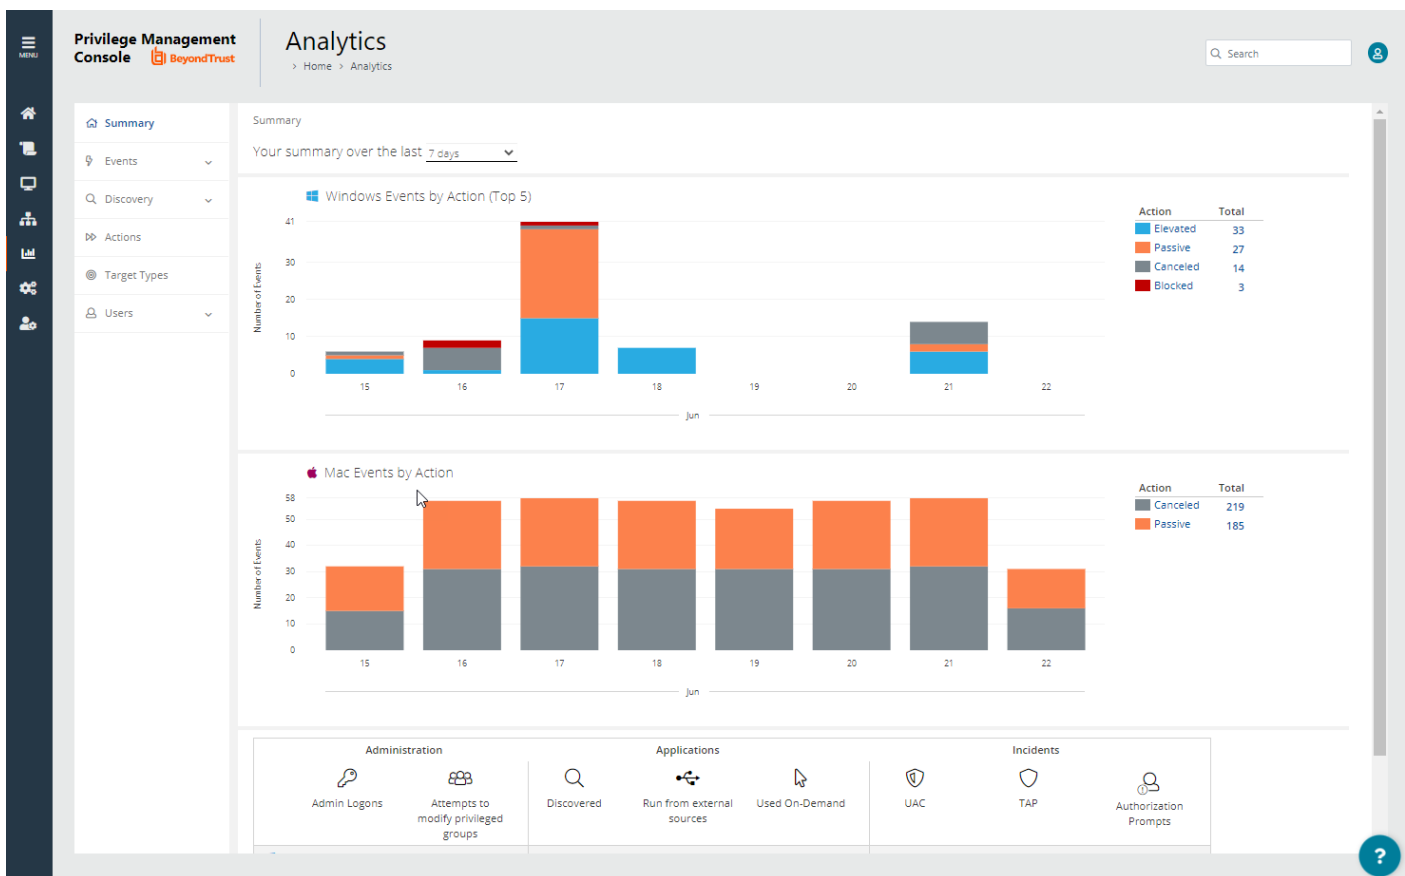 MENU
Privilege Management
Console BeyondTrust
Analytics
> Home > Analytics
Search
Summary
Events
Discovery
Actions
Target Types
Users
Summary
Your summary over the last 7 days
Windows Events by Action (Top 5)
Number of Events
41
30
20
10
0
15 16 17 18 19 20 21 22
Jun
Action Total
Elevated 33
Passive 27
Canceled 14
Blocked 3
Mac Events by Action
Number of Events
58
50
40
30
20
10
0
15 16 17 18 19 20 21 22
Jun
Action Total
Canceled 219
Passive 185
Administration Applications Incidents
Admin Logons
Attempts to
modify privileged
groups
Discovered
Run from external
sources
Used On-Demand
UAC
TAP
Authorization
Prompts
?